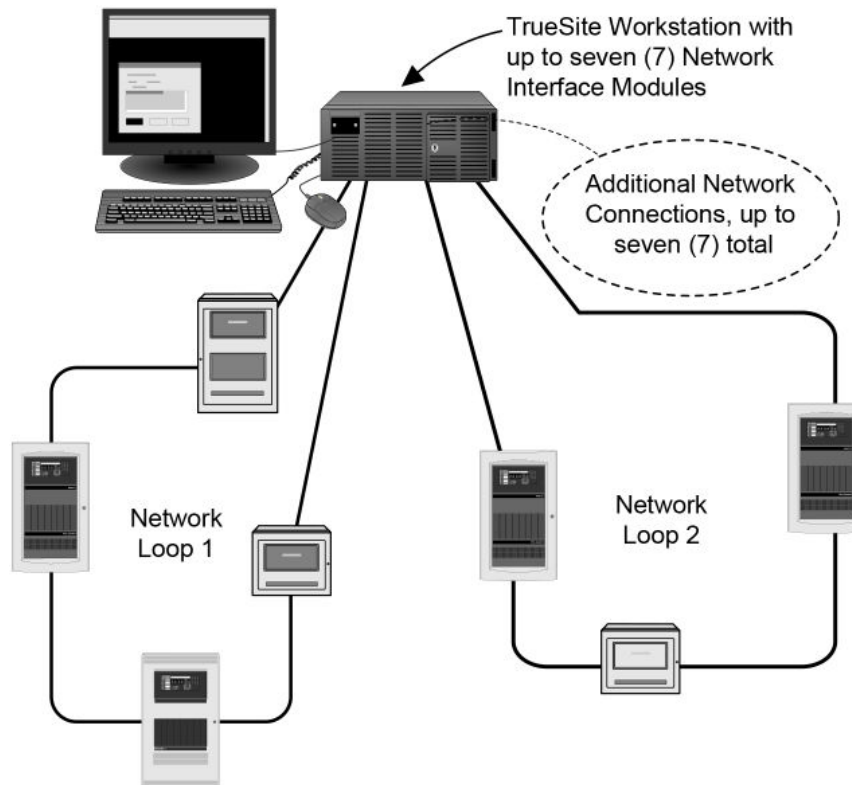 TrueSite Workstation with
up to seven (7) Network
Interface Modules
Additional Network
Connections, up to
seven (7) total
Network
Loop 1
Network
Loop 2